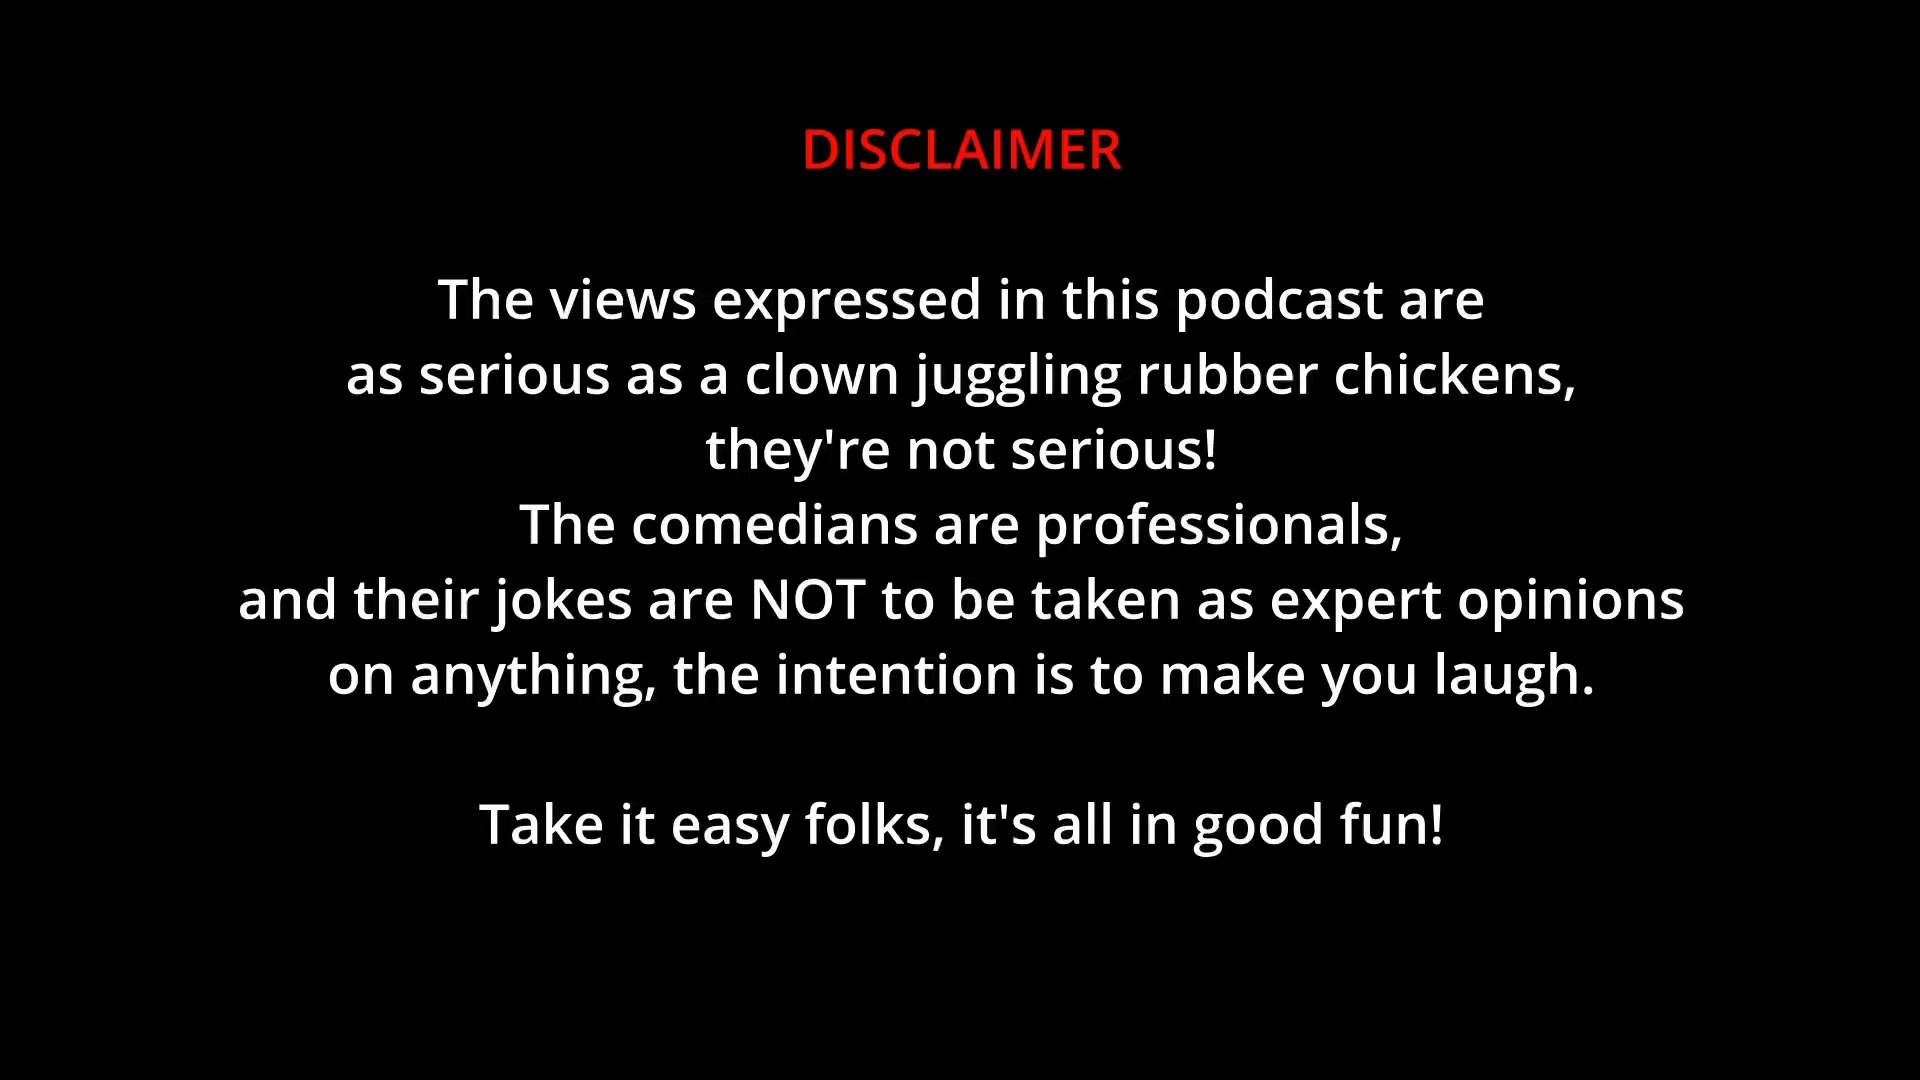 DISCLAIMER
The views expressed in this podcast are
as serious as a clown juggling rubber chickens,
they're not serious!
The comedians are professionals,
and their jokes are NOT to be taken as expert opinions
on anything, the intention is to make you laugh.
Take it easy folks, it's all in good fun!